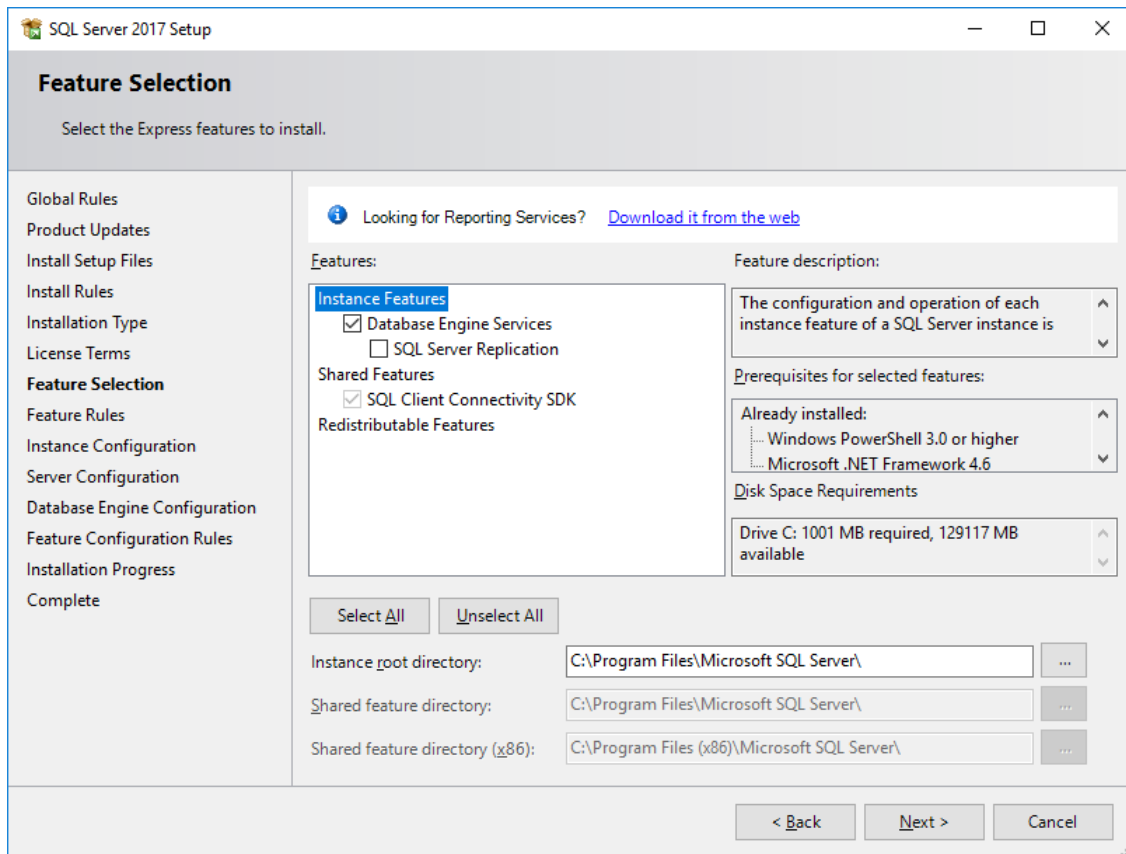 SQL Server 2017 Setup
Feature Selection
Select the Express features to install.
Global Rules
Product Updates
Install Setup Files
Install Rules
Installation Type
License Terms
Feature Selection
Feature Rules
Instance Configuration
Server Configuration
Database Engine Configuration
Feature Configuration Rules
Installation Progress
Complete
Looking for Reporting Services? Download it from the web
Features:
Instance Features
Database Engine Services
SQL Server Replication
Shared Features
SQL Client Connectivity SDK
Redistributable Features
Feature description:
The configuration and operation of each
instance feature of a SQL Server instance is
Prerequisites for selected features:
Already installed:
Windows PowerShell 3.0 or higher
Microsoft .NET Framework 4.6
Disk Space Requirements
Drive C: 1001 MB required, 129117 MB
available
Select All
Unselect All
Instance root directory:
C:\Program Files\Microsoft SQL Server\
...
Shared feature directory:
C:\Program Files\Microsoft SQL Server\
...
Shared feature directory (x86):
C:\Program Files (x86)\Microsoft SQL Server\
...
< Back
Next >
Cancel